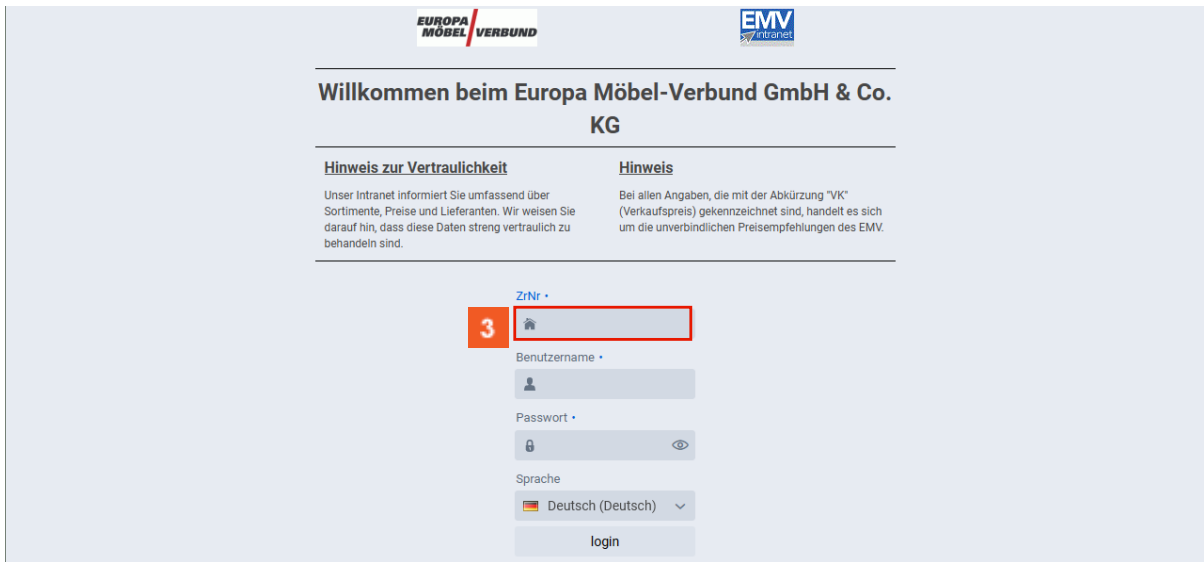 EUROPA
MÖBEL VERBUND
EMV
intranet
Willkommen beim Europa Möbel-Verbund GmbH & Co.
KG
Hinweis zur Vertraulichkeit
Unser Intranet informiert Sie umfassend über
Sortimente, Preise und Lieferanten. Wir weisen Sie
darauf hin, dass diese Daten streng vertraulich zu
behandeln sind.
Hinweis
Bei allen Angaben, die mit der Abkürzung "VK"
(Verkaufspreis) gekennzeichnet sind, handelt es sich
um die unverbindlichen Preisempfehlungen des EMV.
ZrNr •
3
Benutzername •
Passwort •
Sprache
Deutsch (Deutsch)
login